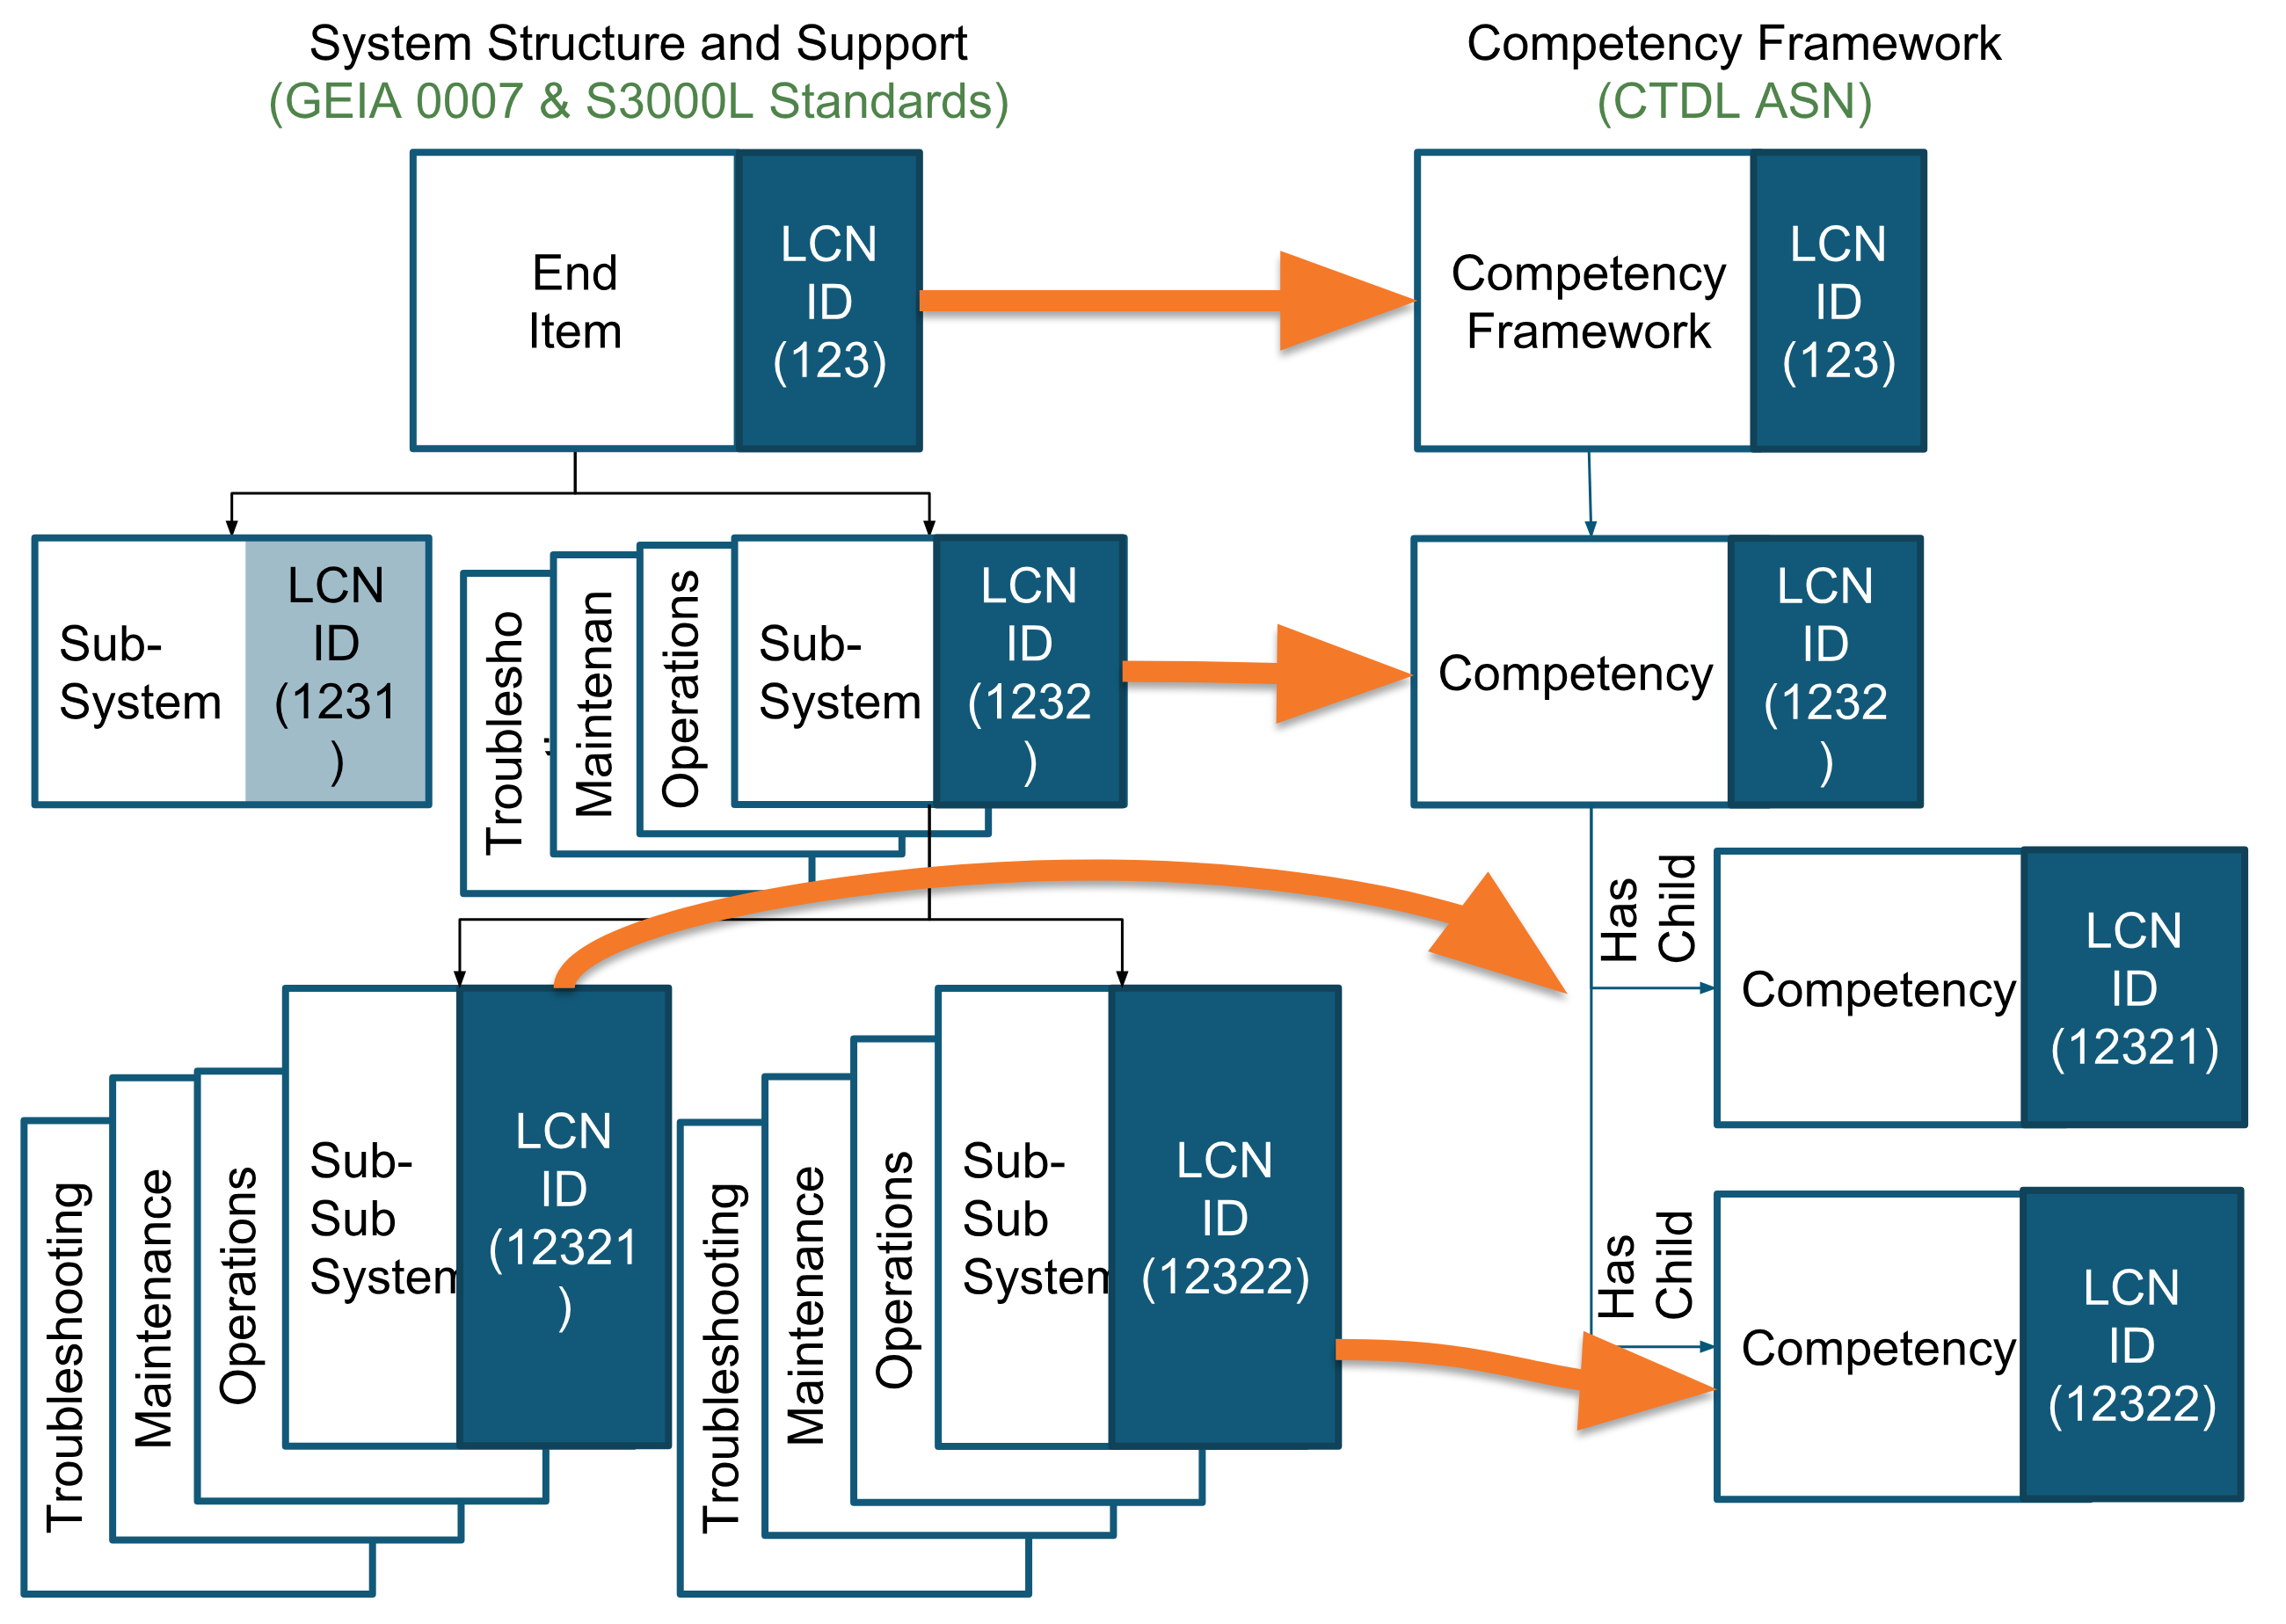 System Structure and Support
(GEIA 0007 & S3000L Standards)
Competency Framework
(CTDL ASN)
End
Item
LCN
ID
(123)
Competency
Framework
LCN
ID
(123)
Sub-
System
LCN
ID
(1231
)
Troublesho
Maintenan
Operations
Sub-
System
LCN
ID
(1232
)
Competency
LCN
ID
(1232
)
Has
Child
Competency
LCN
ID
(12321)
Troubleshooting
Maintenance
Operations
Sub-
Sub
System
LCN
ID
(12321
)
Troubleshooting
Maintenance
Operations
Sub-
Sub
System
LCN
ID
(12322)
Has
Child
Competency
LCN
ID
(12322)